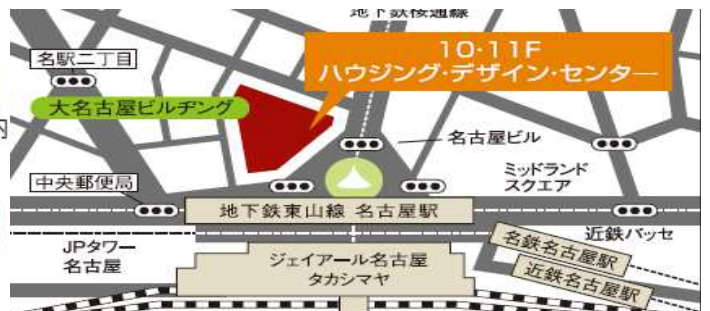 地下鉄桜通線
名駅二丁目
10・11F
ハウジング・デザイン・センター
大名古屋ビルヂング
内
名古屋ビル
ミッドランド
スクエア
中央郵便局
地下鉄東山線 名古屋駅
近鉄パッセ
名鉄名古屋駅
近鉄名古屋駅
JPタワー
名古屋
ジェイアール名古屋
タカシマヤ